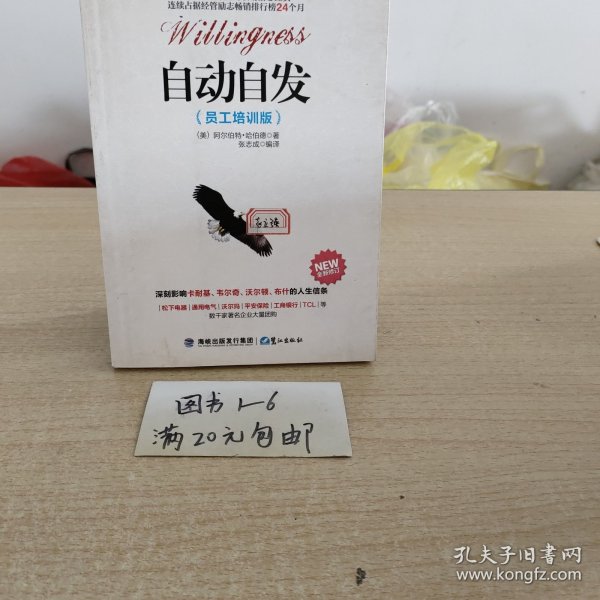 连续占据经管励志畅销排行榜24个月
Willingness
自动自发
《员工培训版》
(美) 阿尔伯特·哈伯德◎著
张志成◎编译
NEW
全新修订
深刻影响卡耐基、韦尔奇、沃尔顿、布什的人生信条
|松下电器|通用电气|沃尔玛|平安保险|工商银行|TCL|等
数千家著名企业大量团购
海峡出版发行集团
鹭江出版社
图书1-6
满20元包邮
孔夫子旧书网
www.kongfz.com